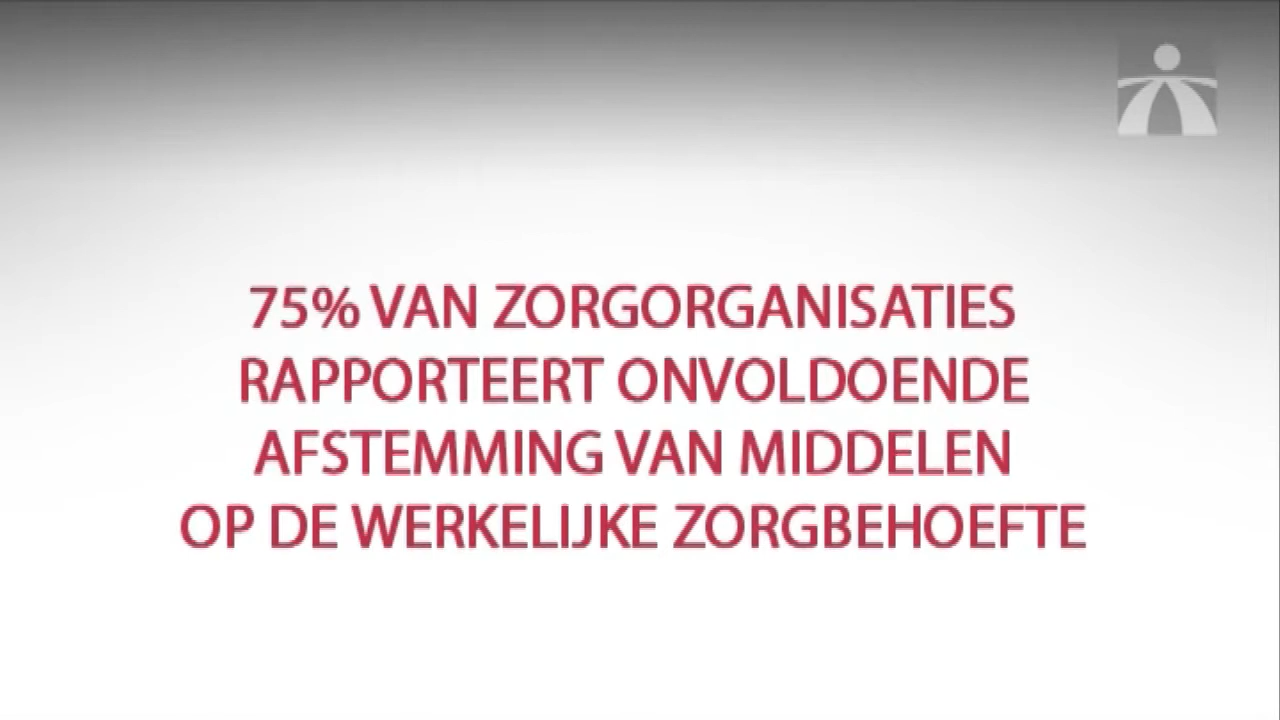 75% VAN ZORGORGANISATIES
RAPPORTEERT ONVOLDOENDE
AFSTEMMING VAN MIDDELEN
OP DE WERKELIJKE ZORGBEHOEFTE